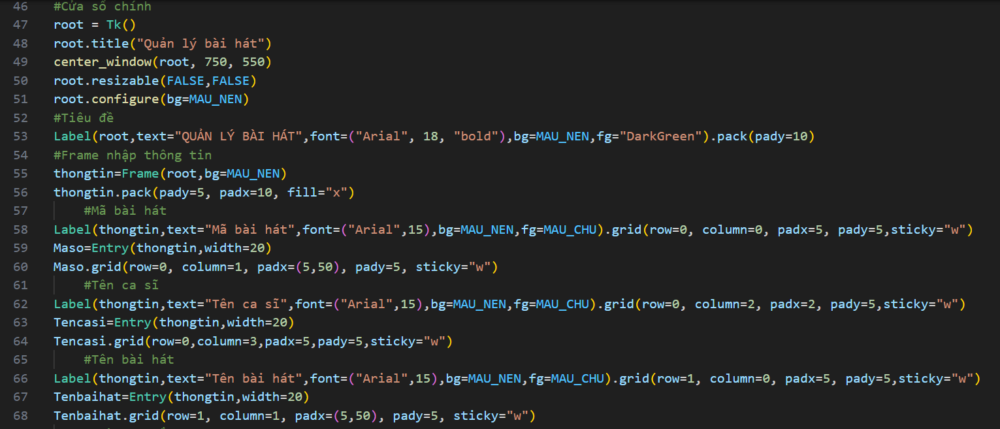 46 #Cửa sổ chính
47 root = Tk()
48 root.title("Quản lý bài hát")
49 center_window(root, 750, 550)
50 root.resizable(FALSE,FALSE)
51 root.configure(bg=MAU_NEN)
52 #Tiêu đề
53 Label(root,text="QUẢN LÝ BÀI HÁT",font=("Arial", 18, "bold"),bg=MAU_NEN,fg="DarkGreen").pack(pady=10)
54 #Frame nhập thông tin
55 thongtin=Frame(root,bg=MAU_NEN)
56 thongtin.pack(pady=5, padx=10, fill="x")
57     #Mã bài hát
58 Label(thongtin,text="Mã bài hát",font=("Arial",15),bg=MAU_NEN,fg=MAU_CHU).grid(row=0, column=0, padx=5, pady=5,sticky="w")
59 Maso=Entry(thongtin,width=20)
60 Maso.grid(row=0, column=1, padx=(5,50), pady=5, sticky="w")
61     #Tên ca sĩ
62 Label(thongtin,text="Tên ca sĩ",font=("Arial",15),bg=MAU_NEN,fg=MAU_CHU).grid(row=0, column=2, padx=2, pady=5,sticky="w")
63 Tencasi=Entry(thongtin,width=20)
64 Tencasi.grid(row=0,column=3,padx=5,pady=5,sticky="w")
65     #Tên bài hát
66 Label(thongtin,text="Tên bài hát",font=("Arial",15),bg=MAU_NEN,fg=MAU_CHU).grid(row=1, column=0, padx=5, pady=5,sticky="w")
67 Tenbaihat=Entry(thongtin,width=20)
68 Tenbaihat.grid(row=1, column=1, padx=(5,50), pady=5, sticky="w")